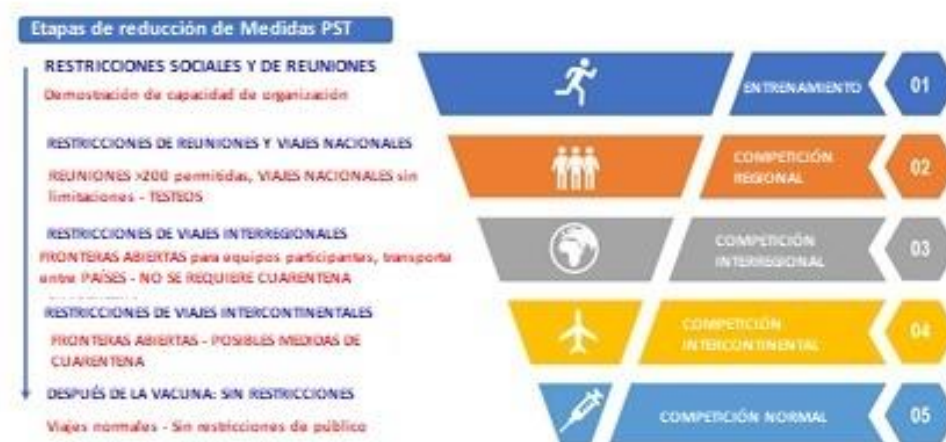 Etapas de reducción de Medidas PST
RESTRICCIONES SOCIALES Y DE REUNIONES
Demostración de capacidad de organización
ENTRENAMIENTO
01
RESTRICCIONES DE REUNIONES Y VIAJES NACIONALES
REUNIONES >200 permitidas, VIAJES NACIONALES sin
limitaciones - TESTEOS
COMPETICIÓN
REGIONAL
02
RESTRICCIONES DE VIAJES INTERREGIONALES
FRONTERAS ABIERTAS para equipos participantes, transporte
entre PAÍSES - NO SE REQUIERE CUARENTENA
COMPETICIÓN
INTERREGIONAL
03
RESTRICCIONES DE VIAJES INTERCONTINENTALES
FRONTERAS ABIERTAS - POSIBLES MEDIDAS DE
CUARENTENA
COMPETICIÓN
INTERCONTINENTAL
04
DESPUÉS DE LA VACUNA: SIN RESTRICCIONES
Viajes normales - Sin restricciones de público
COMPETICIÓN NORMAL
05